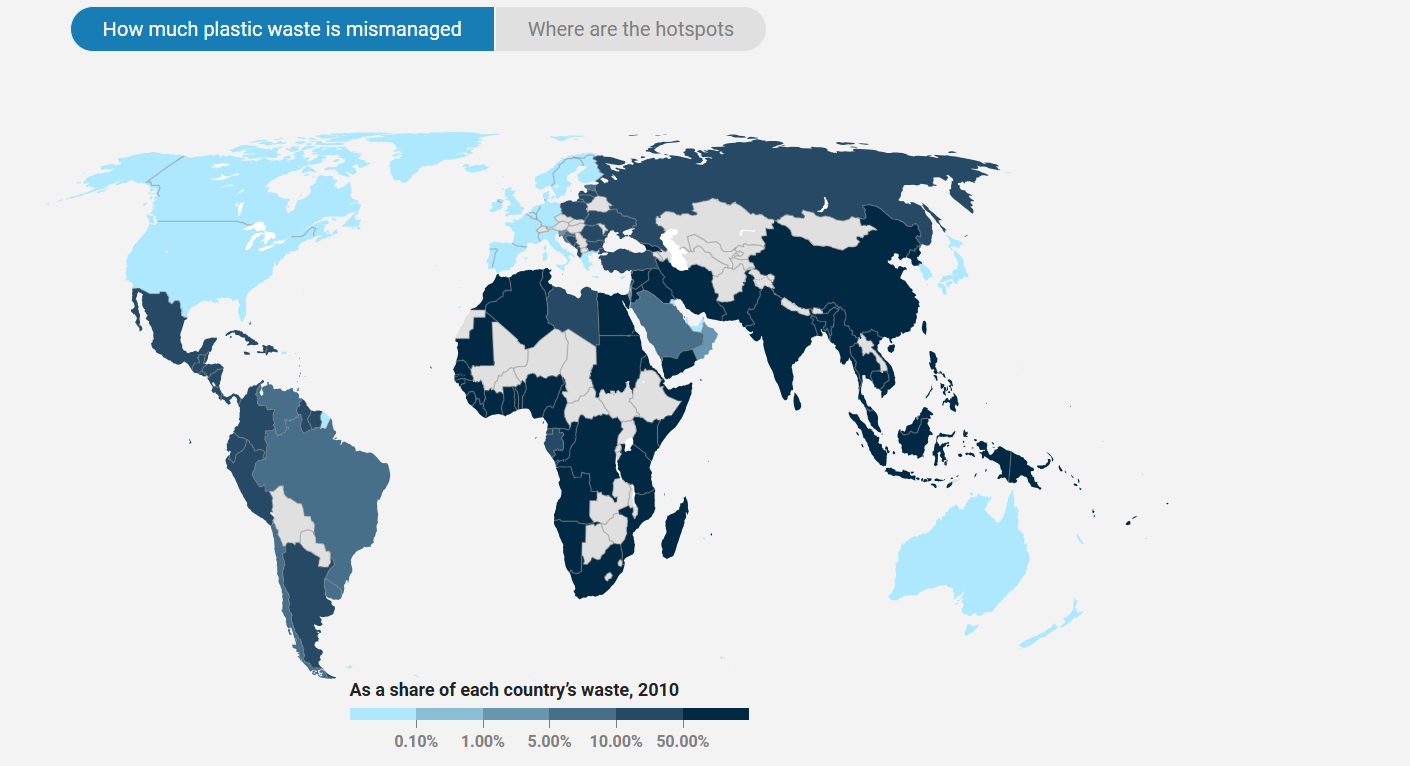 How much plastic waste is mismanaged
Where are the hotspots
As a share of each country's waste, 2010
0.10% 1.00% 5.00% 10.00% 50.00%